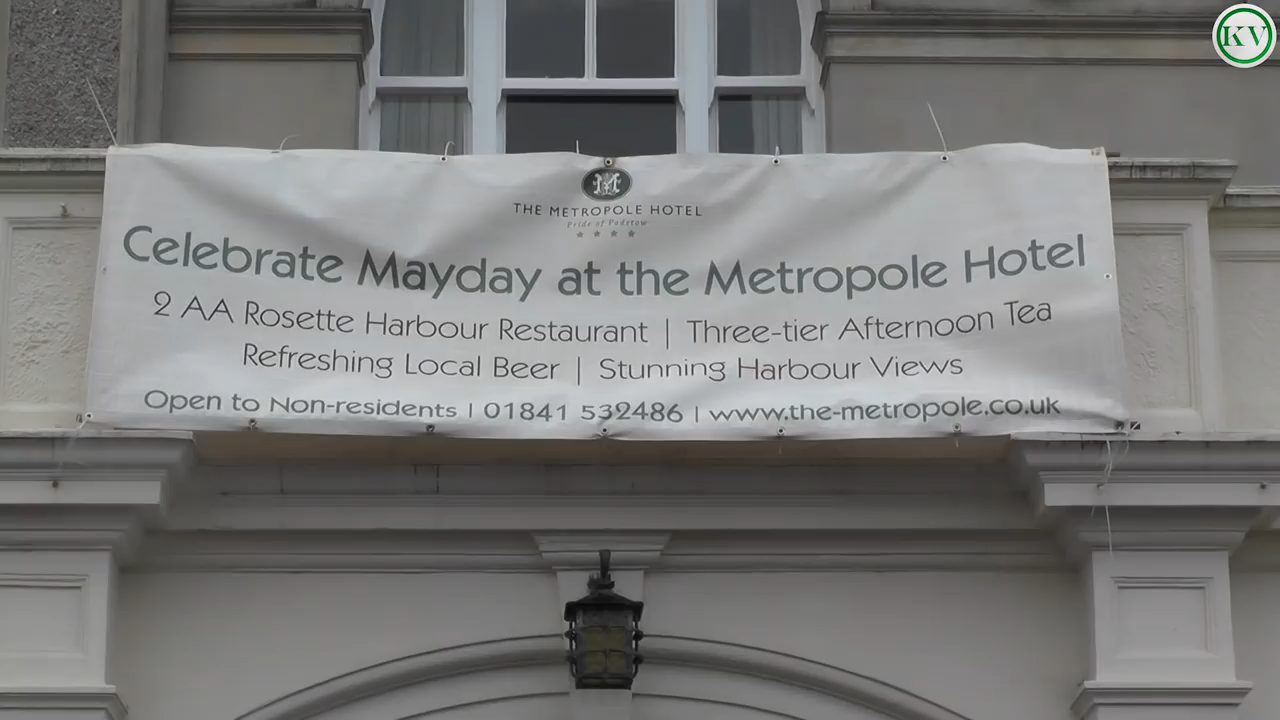 KV
THE METROPOLE HOTEL
Pride of Padstow
Celebrate Mayday at the Metropole Hotel
2 AA Rosette Harbour Restaurant | Three-tier Afternoon Tea
Refreshing Local Beer | Stunning Harbour Views
Open to Non-residents | 01841 532486 | www.the-metropole.co.uk